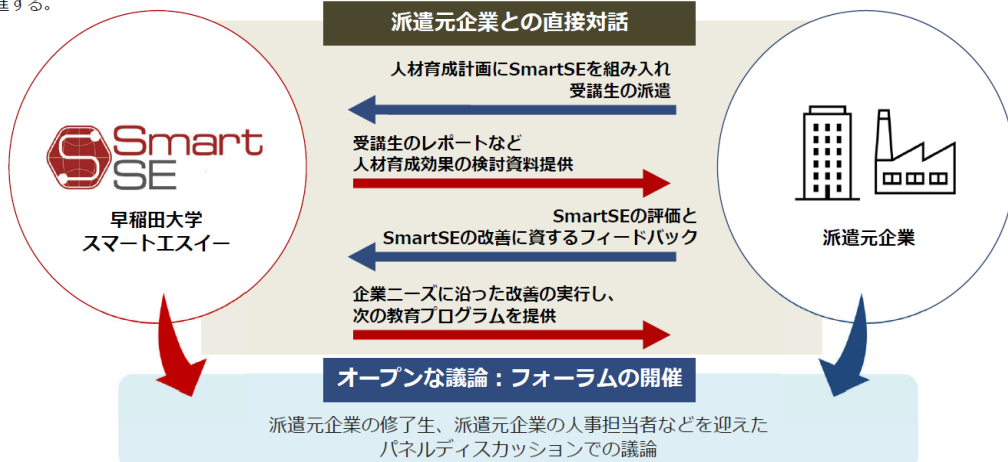 進する。
派遣元企業との直接対話
人材育成計画にSmartSEを組み入れ
受講生の派遣
受講生のレポートなど
人材育成効果の検討資料提供
SmartSEの評価と
SmartSEの改善に資するフィードバック
企業ニーズに沿った改善の実行し、
次の教育プログラムを提供
S Smart
SE
早稲田大学
スマートエスイー
派遣元企業
オープンな議論：フォーラムの開催
派遣元企業の修了生、派遣元企業の人事担当者などを迎えた
パネルディスカッションでの議論